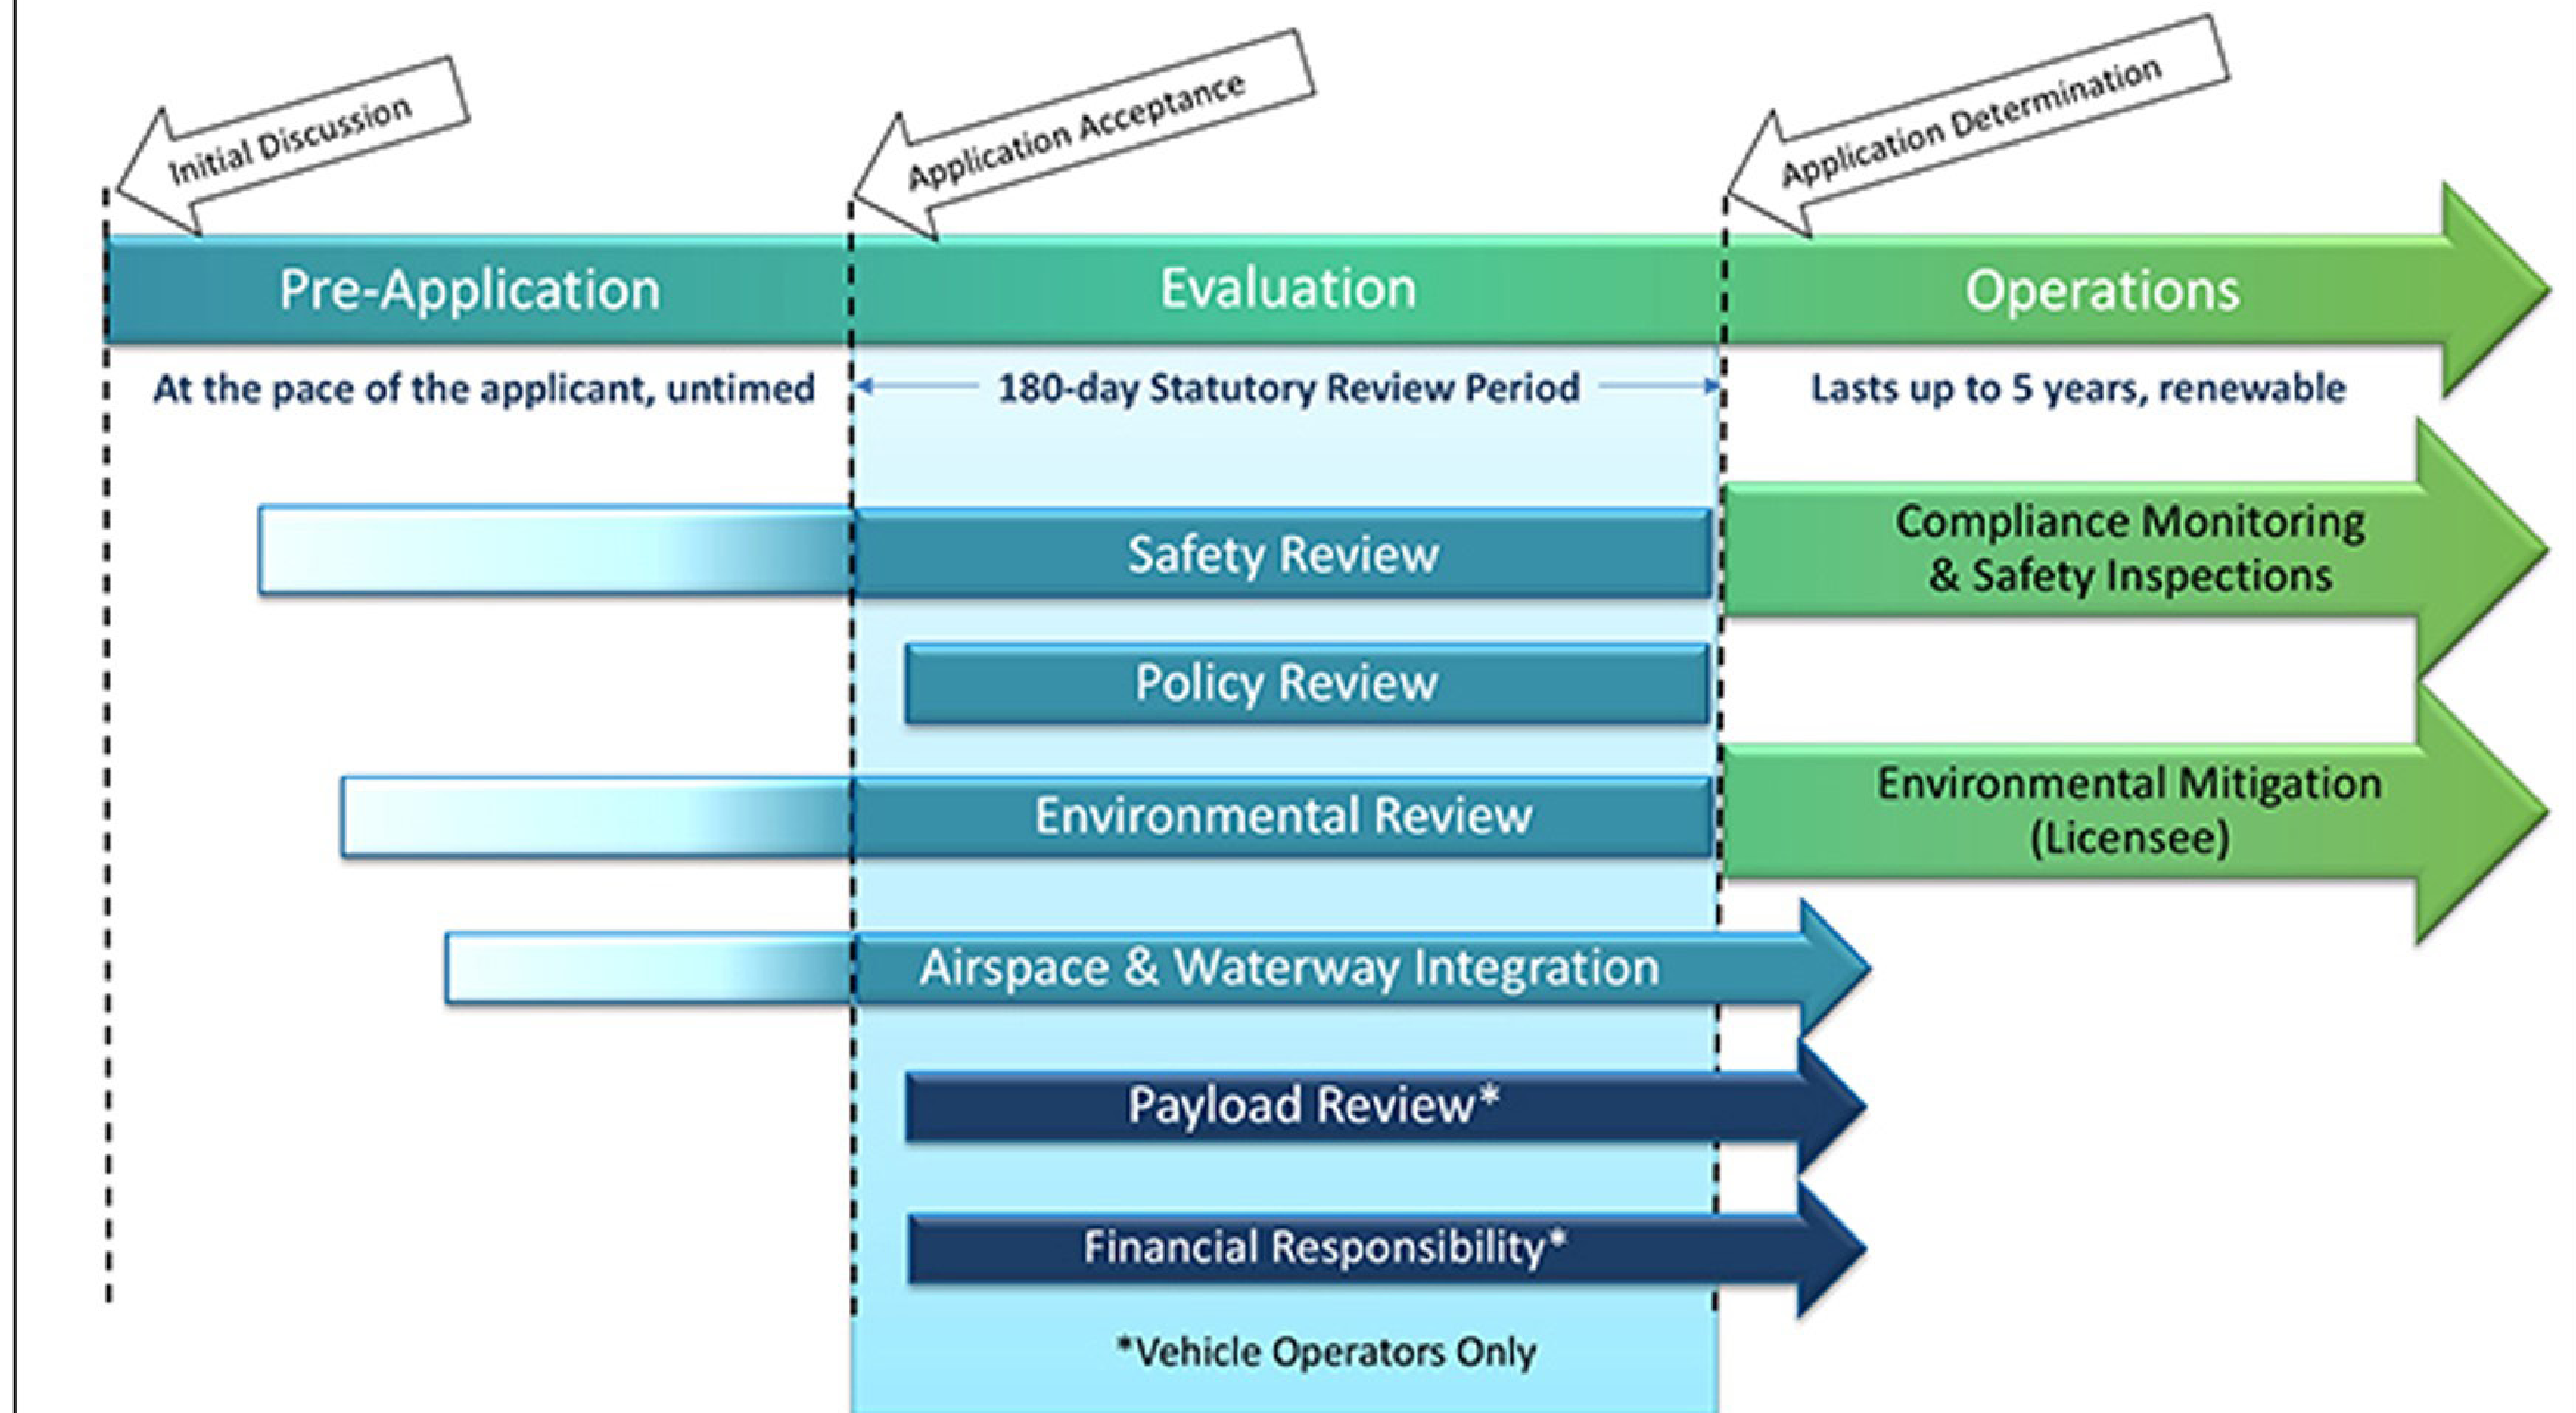 Initial Discussion
Application Acceptance
Application Determination
Pre-Application
Evaluation
Operations
At the pace of the applicant, untimed
180-day Statutory Review Period
Lasts up to 5 years, renewable
Safety Review
Compliance Monitoring
& Safety Inspections
Policy Review
Environmental Review
Environmental Mitigation
(Licensee)
Airspace & Waterway Integration
Payload Review*
Financial Responsibility*
*Vehicle Operators Only